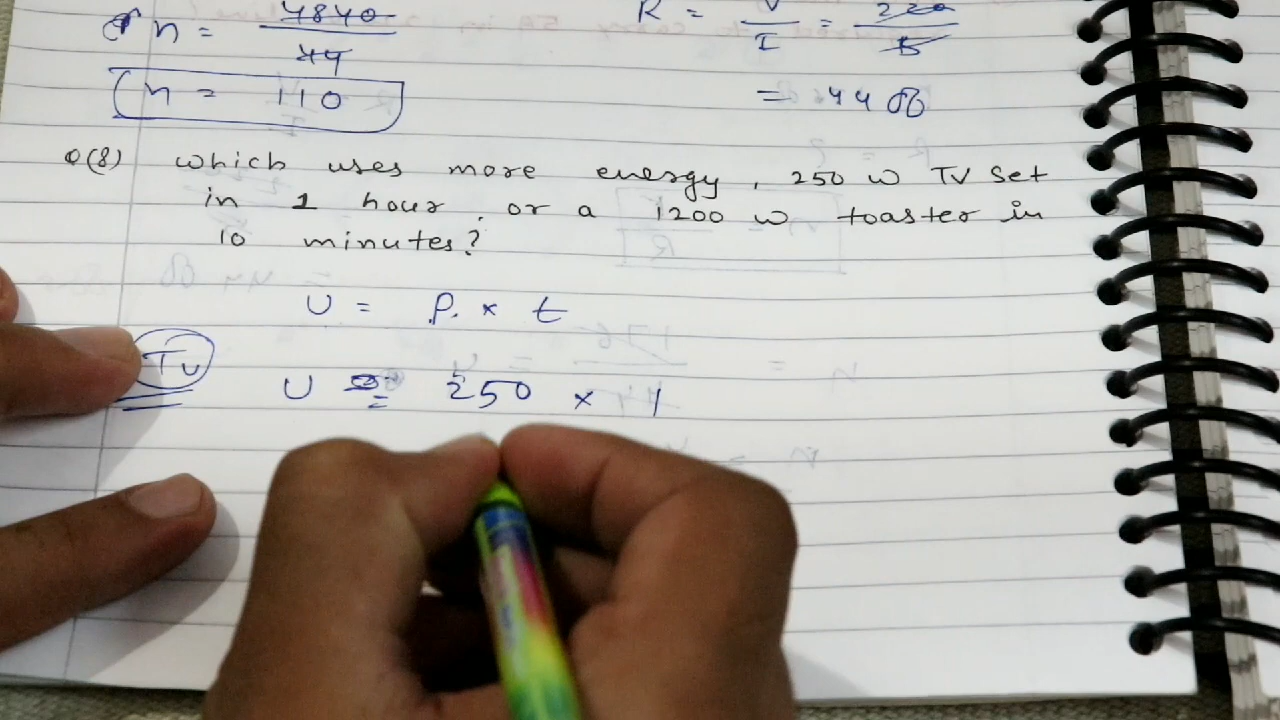 n = 4840
44
n = 110
R = V = 220
I 5
= 44 Ω
Q(8) which uses more energy, 250 W TV set
in 1 hour, or a 1200 W toaster in
10 minutes?
U = P × t
TV
U = 250 × 1